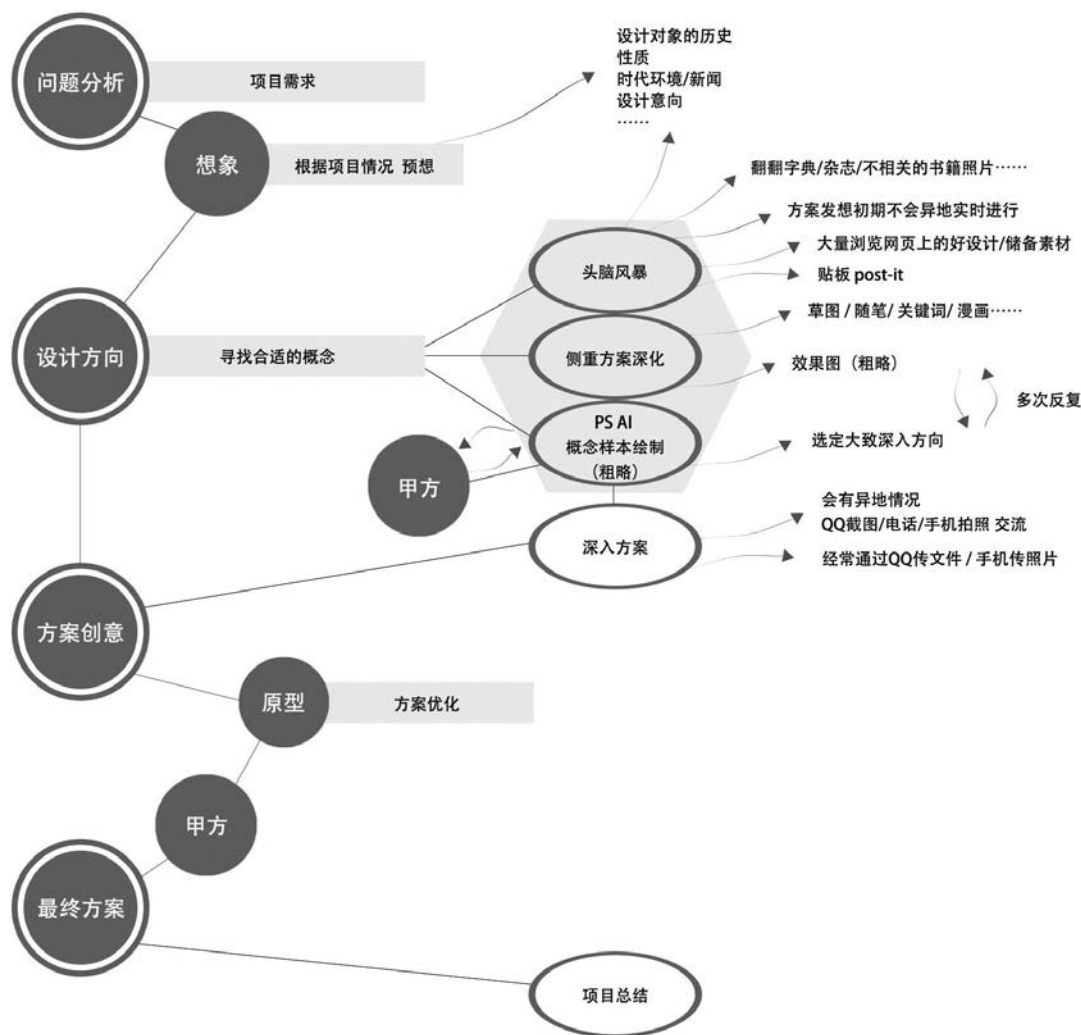 设计对象的历史
性质
时代环境/新闻
设计意向
……
问题分析
项目需求
想象
根据项目情况 预想
翻翻字典/杂志/不相关的书籍照片……
方案发想初期不会异地实时进行
大量浏览网页上的好设计/储备素材
头脑风暴
贴板 post-it
草图 / 随笔/ 关键词/ 漫画……
设计方向
寻找合适的概念
侧重方案深化
效果图（粗略）
多次反复
PS AI
概念样本绘制
（粗略）
选定大致深入方向
甲方
会有异地情况
QQ截图/电话/手机拍照 交流
深入方案
经常通过QQ传文件 / 手机传照片
方案创意
原型
方案优化
甲方
最终方案
项目总结